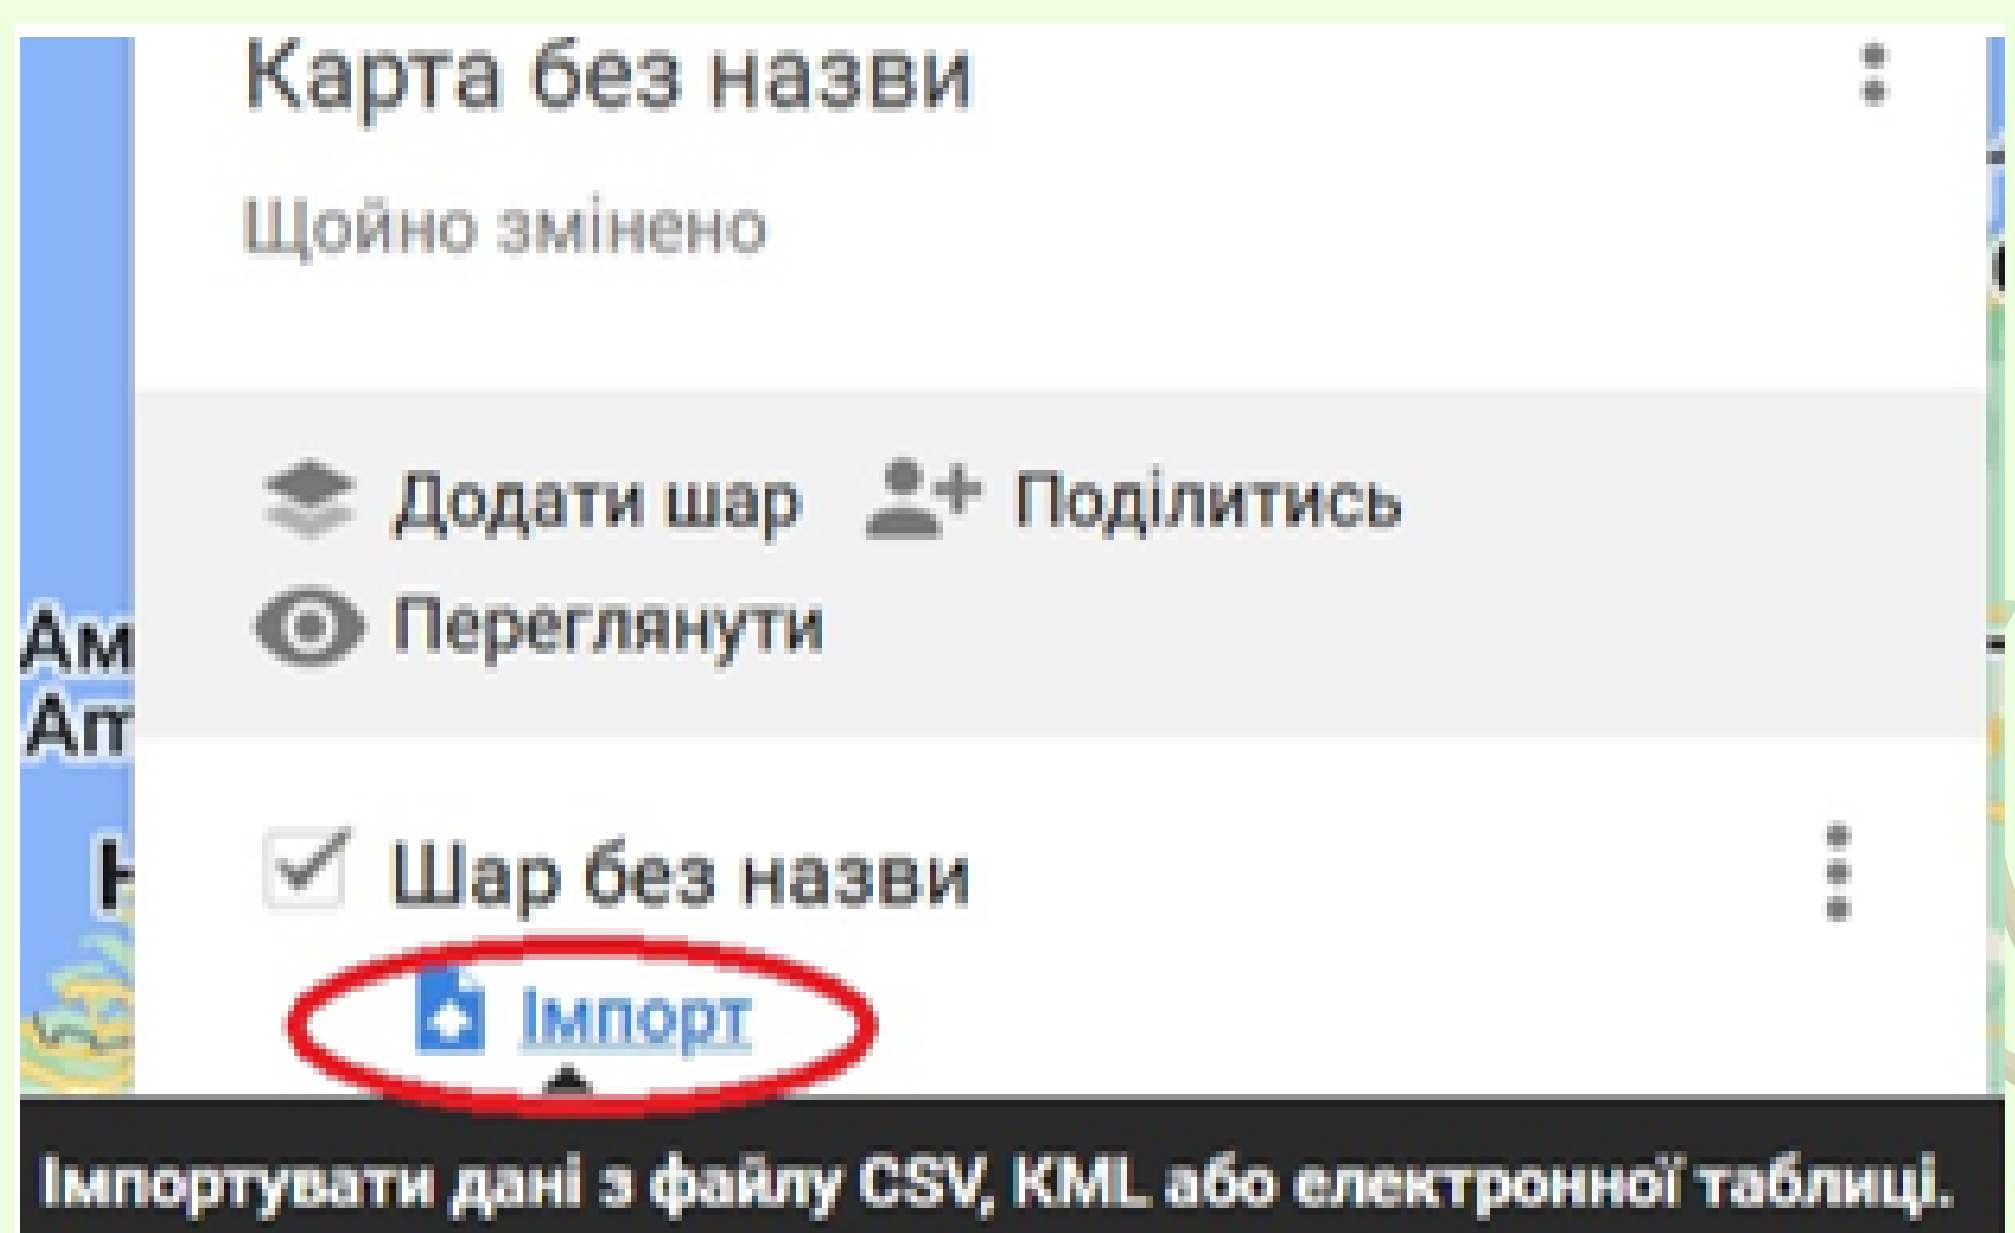 Карта без назви
Щойно змінено
Додати шар Поділитись
Переглянути
Шар без назви
Імпорт
Імпортувати дані з файлу CSV, KML або електронної таблиці.